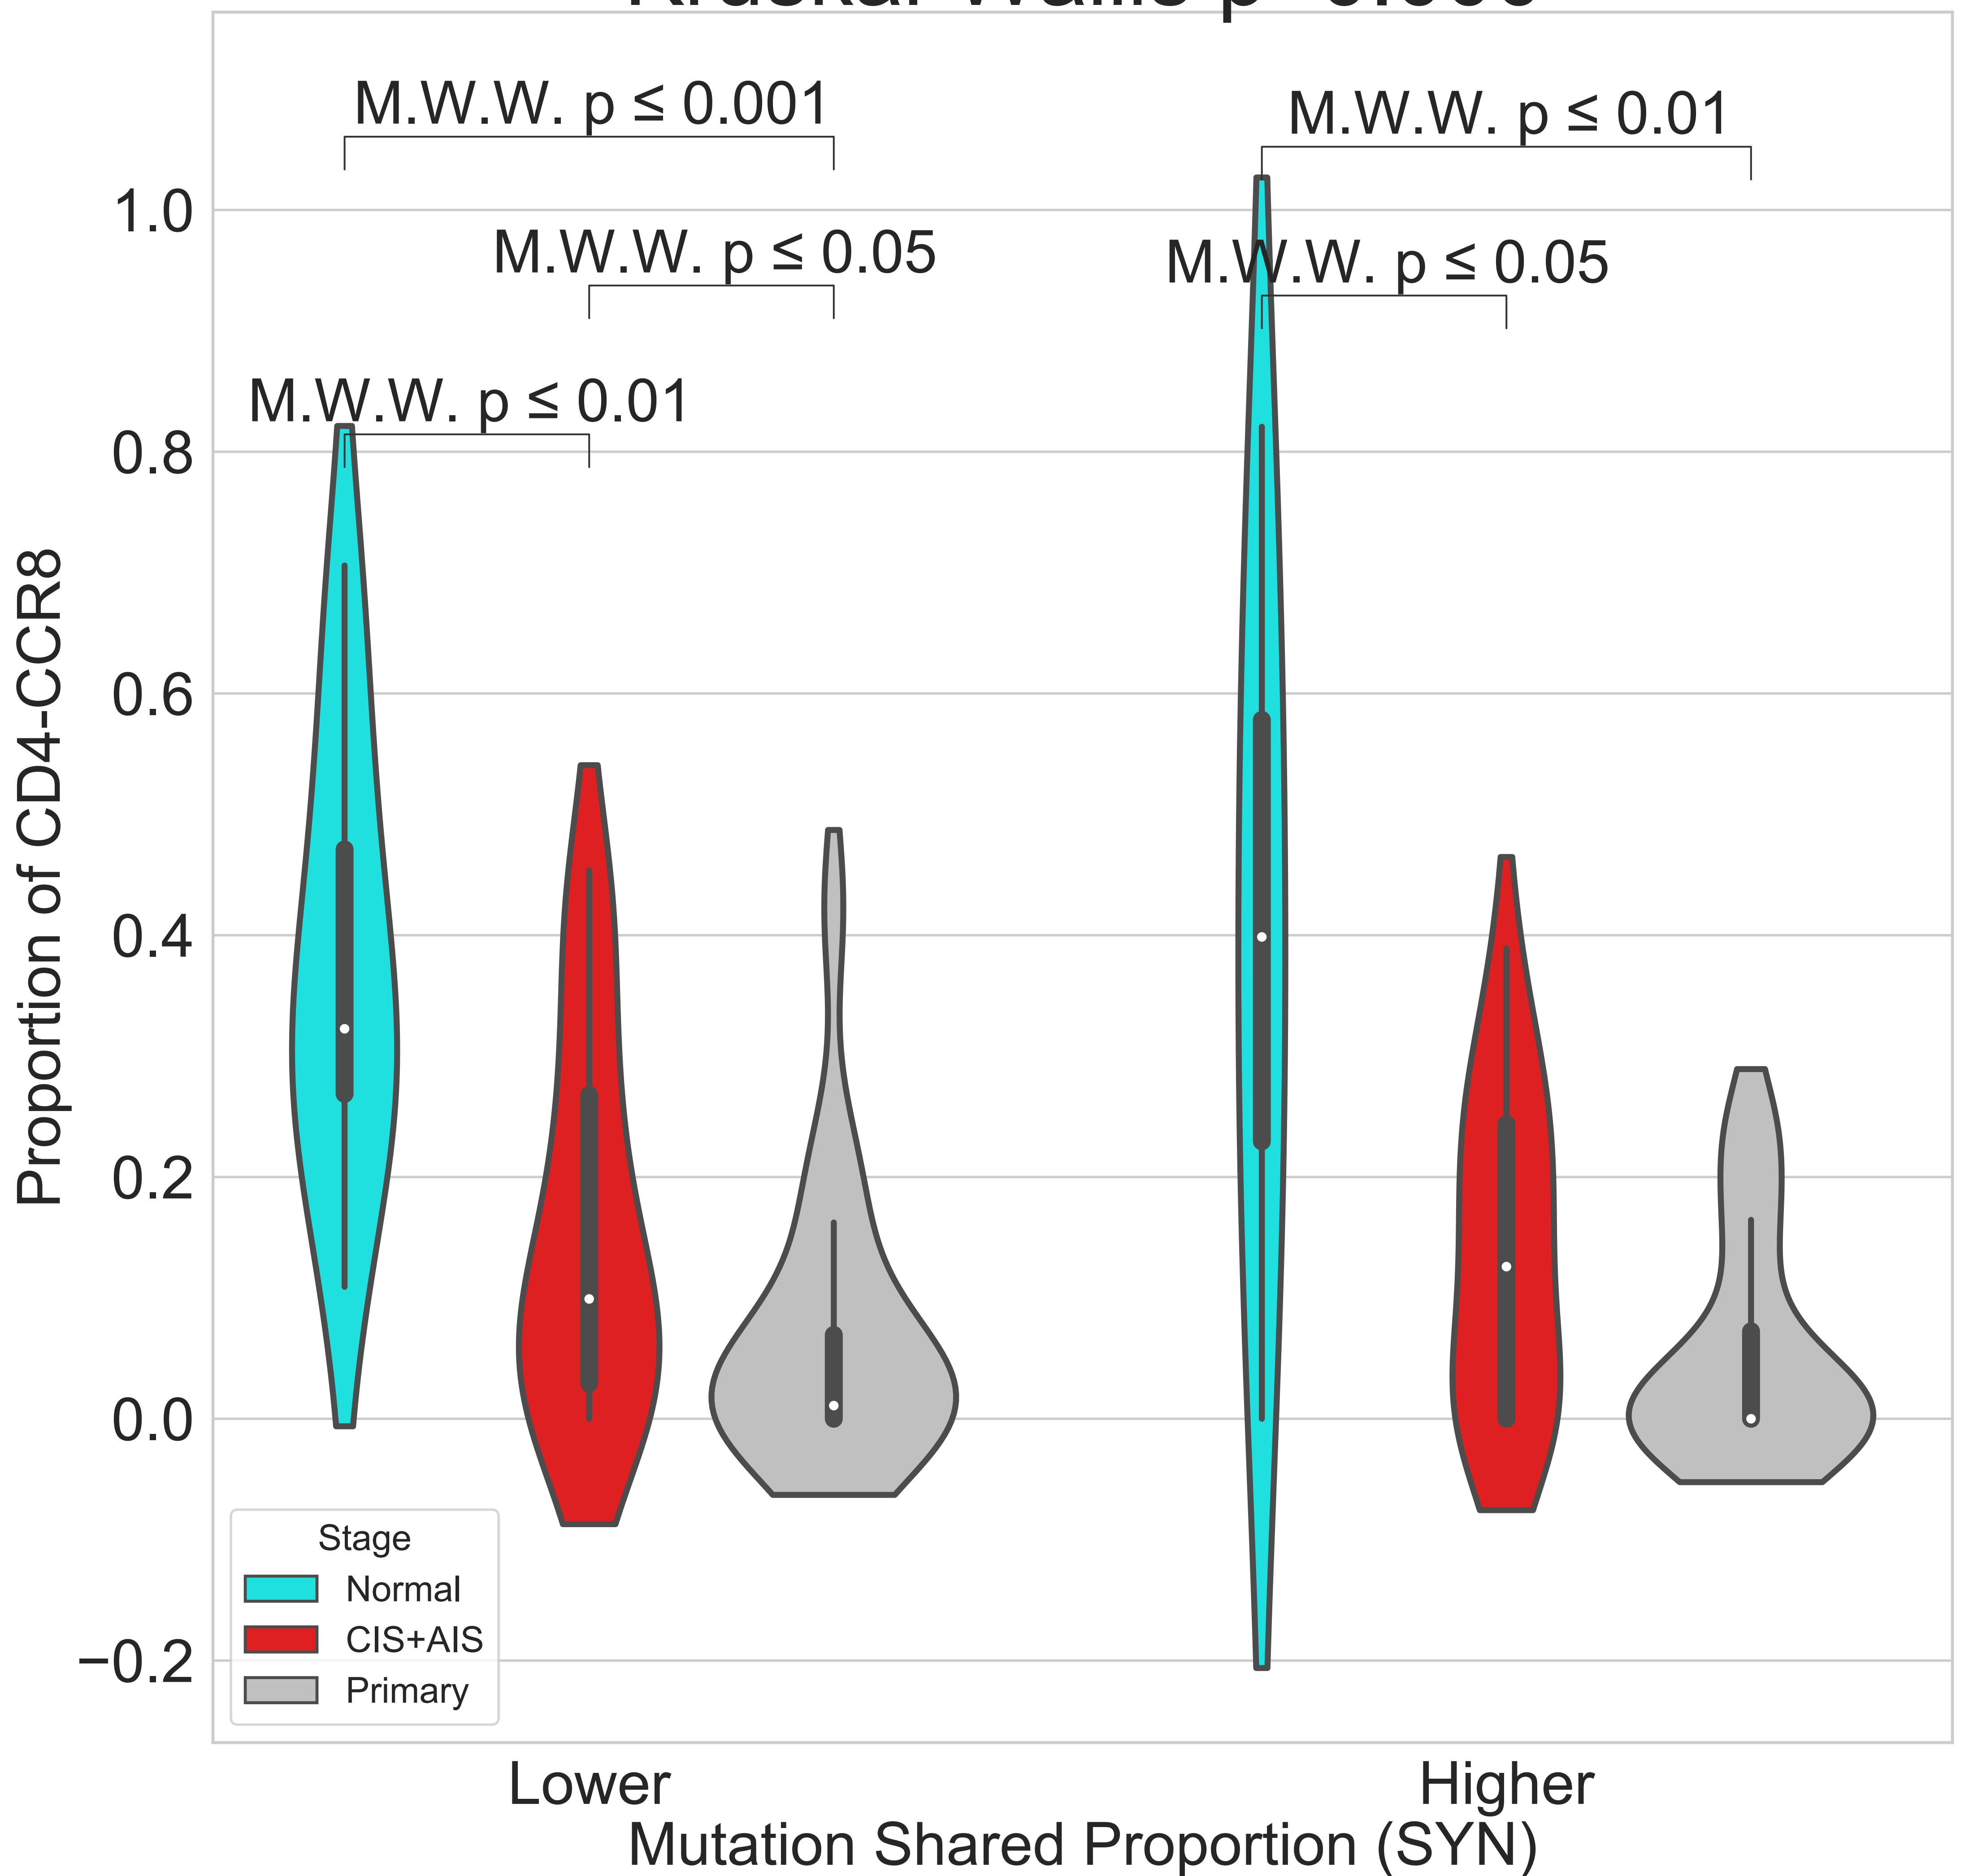 M.W.W. p ≤ 0.001
M.W.W. p ≤ 0.01
1.0
M.W.W. p ≤ 0.05
M.W.W. p ≤ 0.05
M.W.W. p ≤ 0.01
0.8
0.6
0.4
0.2
0.0
−0.2
Proportion of CD4-CCR8
Stage
Normal
CIS+AIS
Primary
Lower
Higher
Mutation Shared Proportion (SYN)